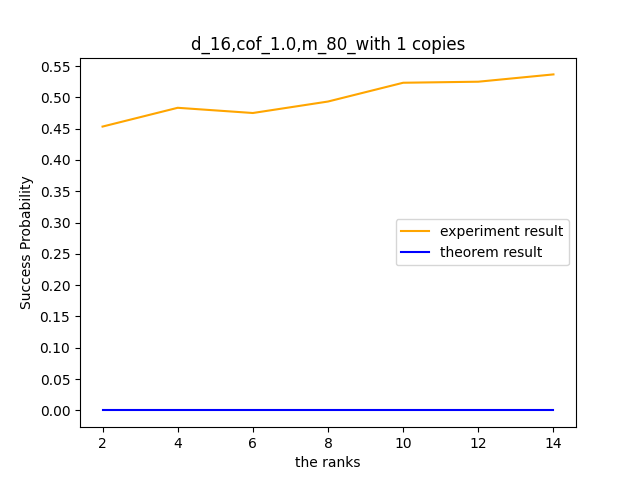 d_16,cof_1.0,m_80_with 1 copies
Success Probability
0.55
0.50
0.45
0.40
0.35
0.30
0.25
0.20
0.15
0.10
0.05
0.00
experiment result
theorem result
2 4 6 8 10 12 14
the ranks